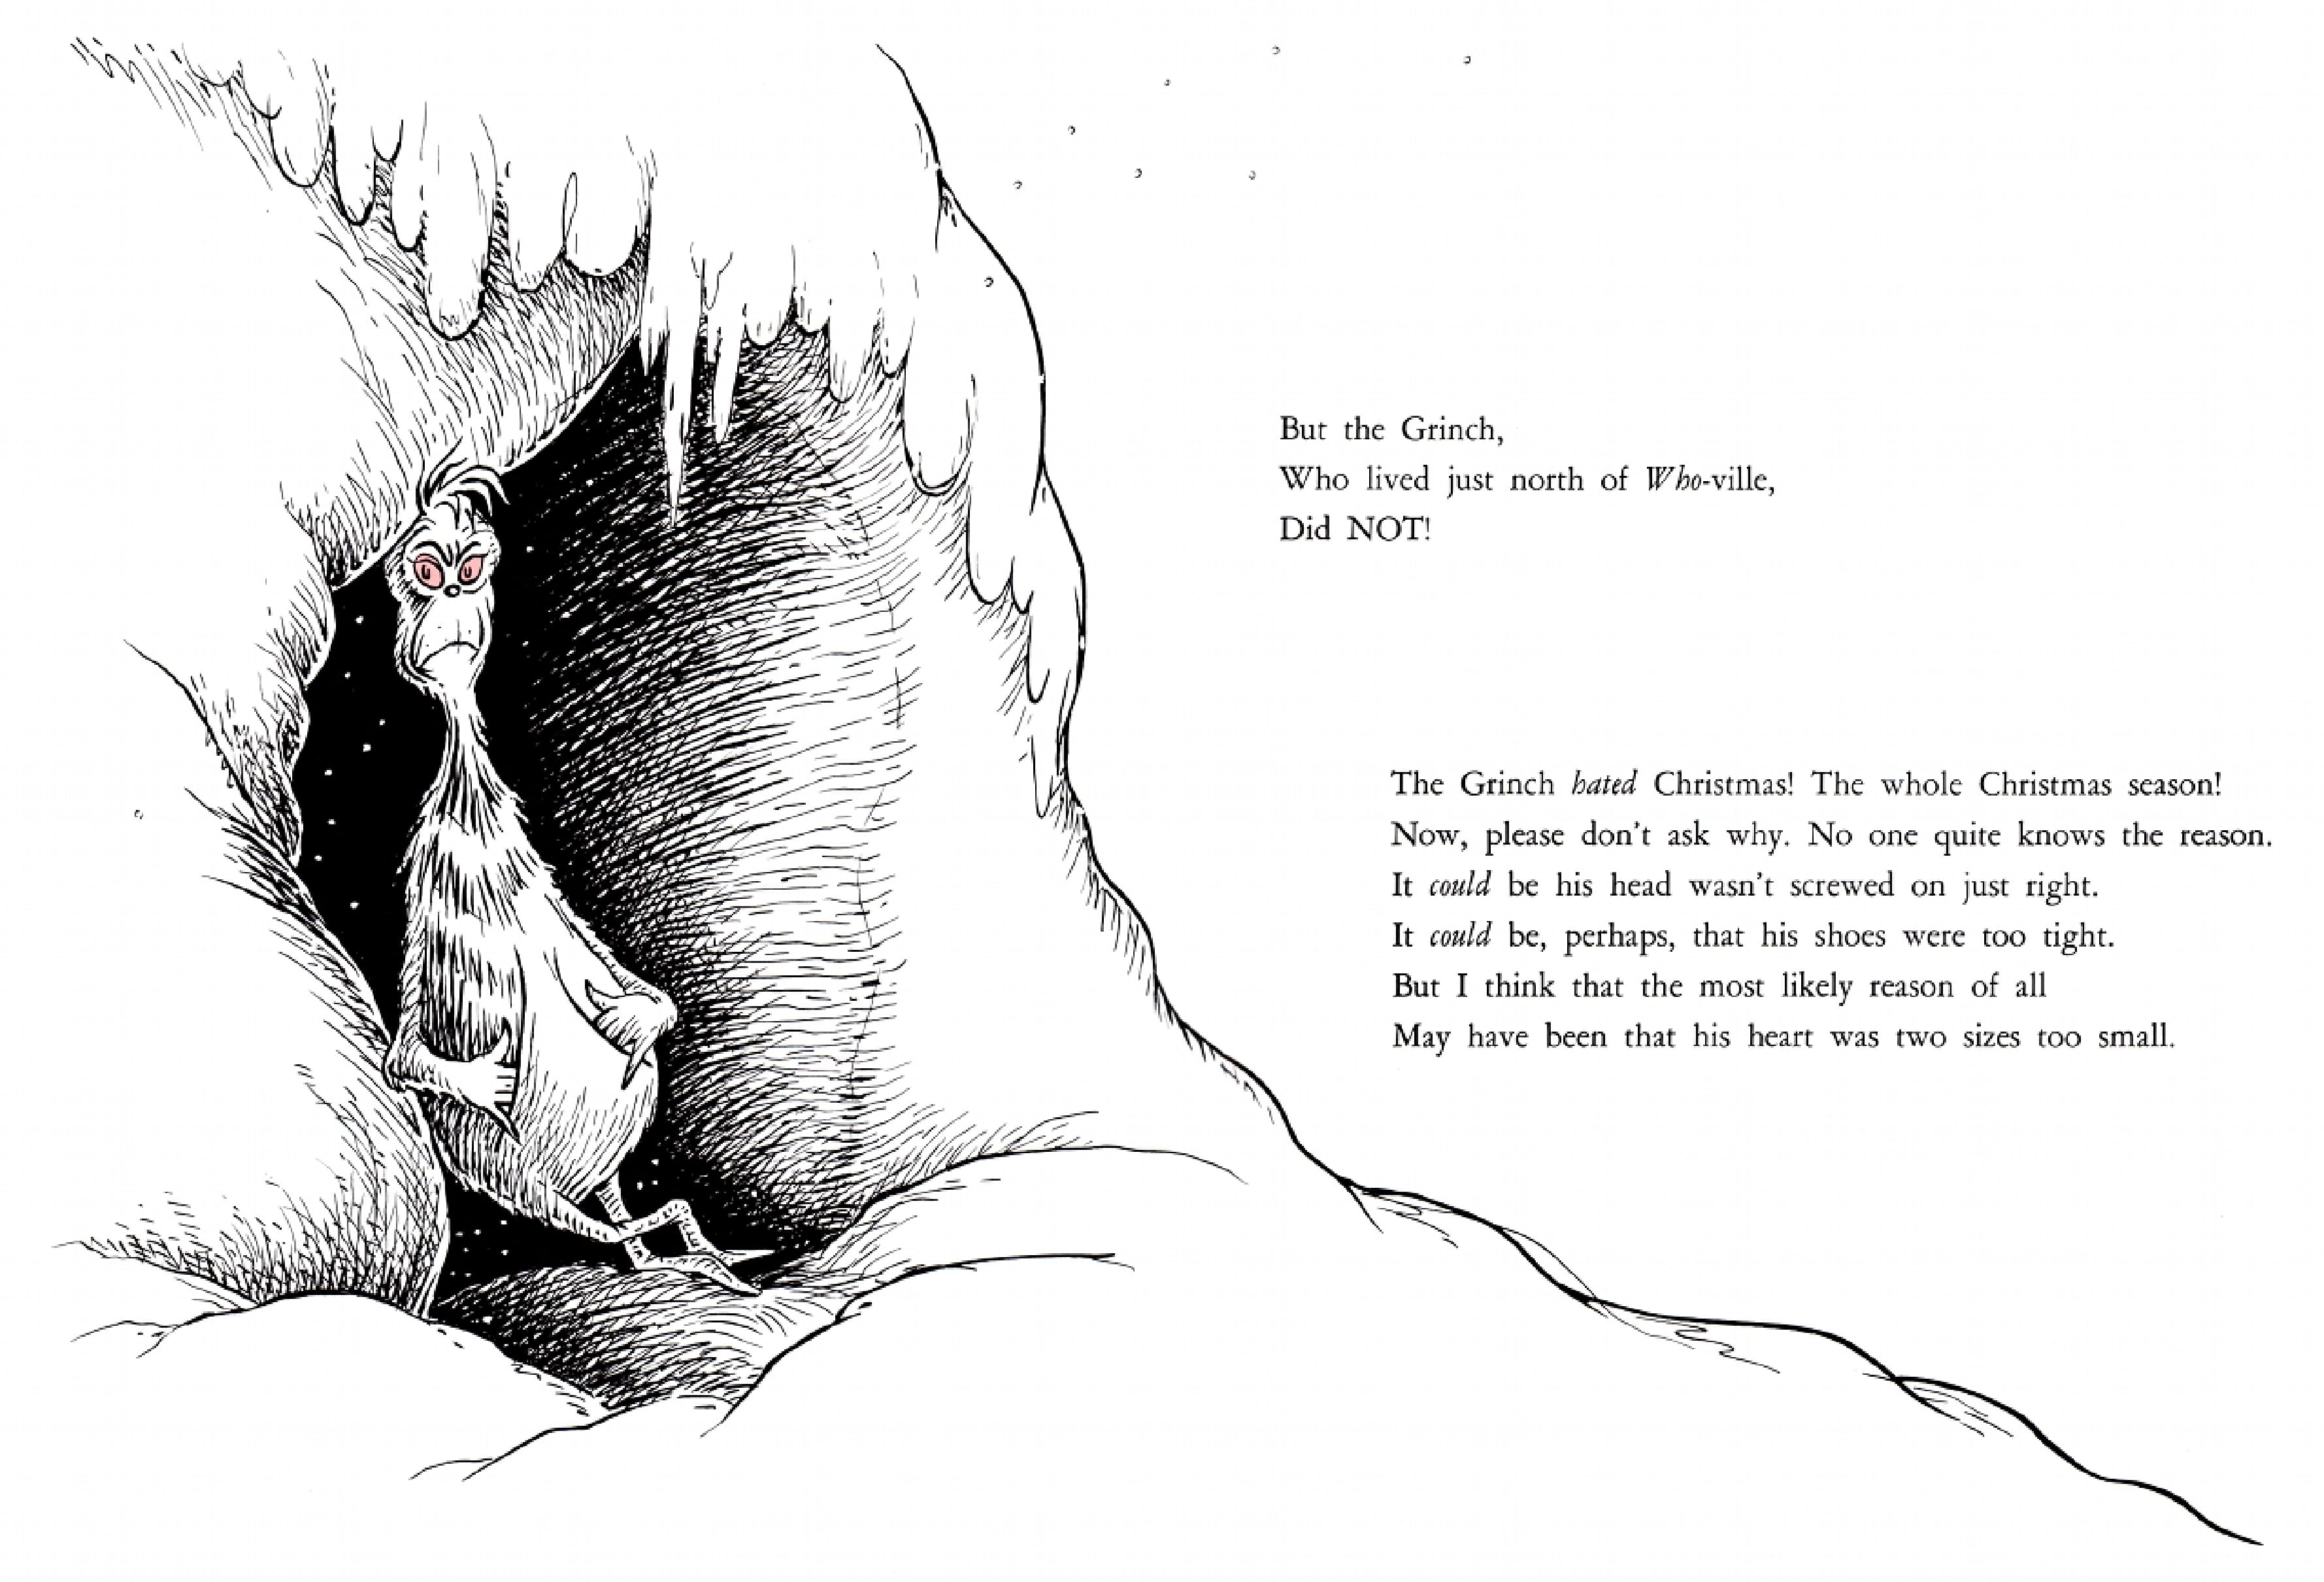 But the Grinch,
Who lived just north of Who-ville,
Did NOT!
The Grinch hated Christmas! The whole Christmas season!
Now, please don't ask why. No one quite knows the reason.
It could be his head wasn't screwed on just right.
It could be, perhaps, that his shoes were too tight.
But I think that the most likely reason of all
May have been that his heart was two sizes too small.